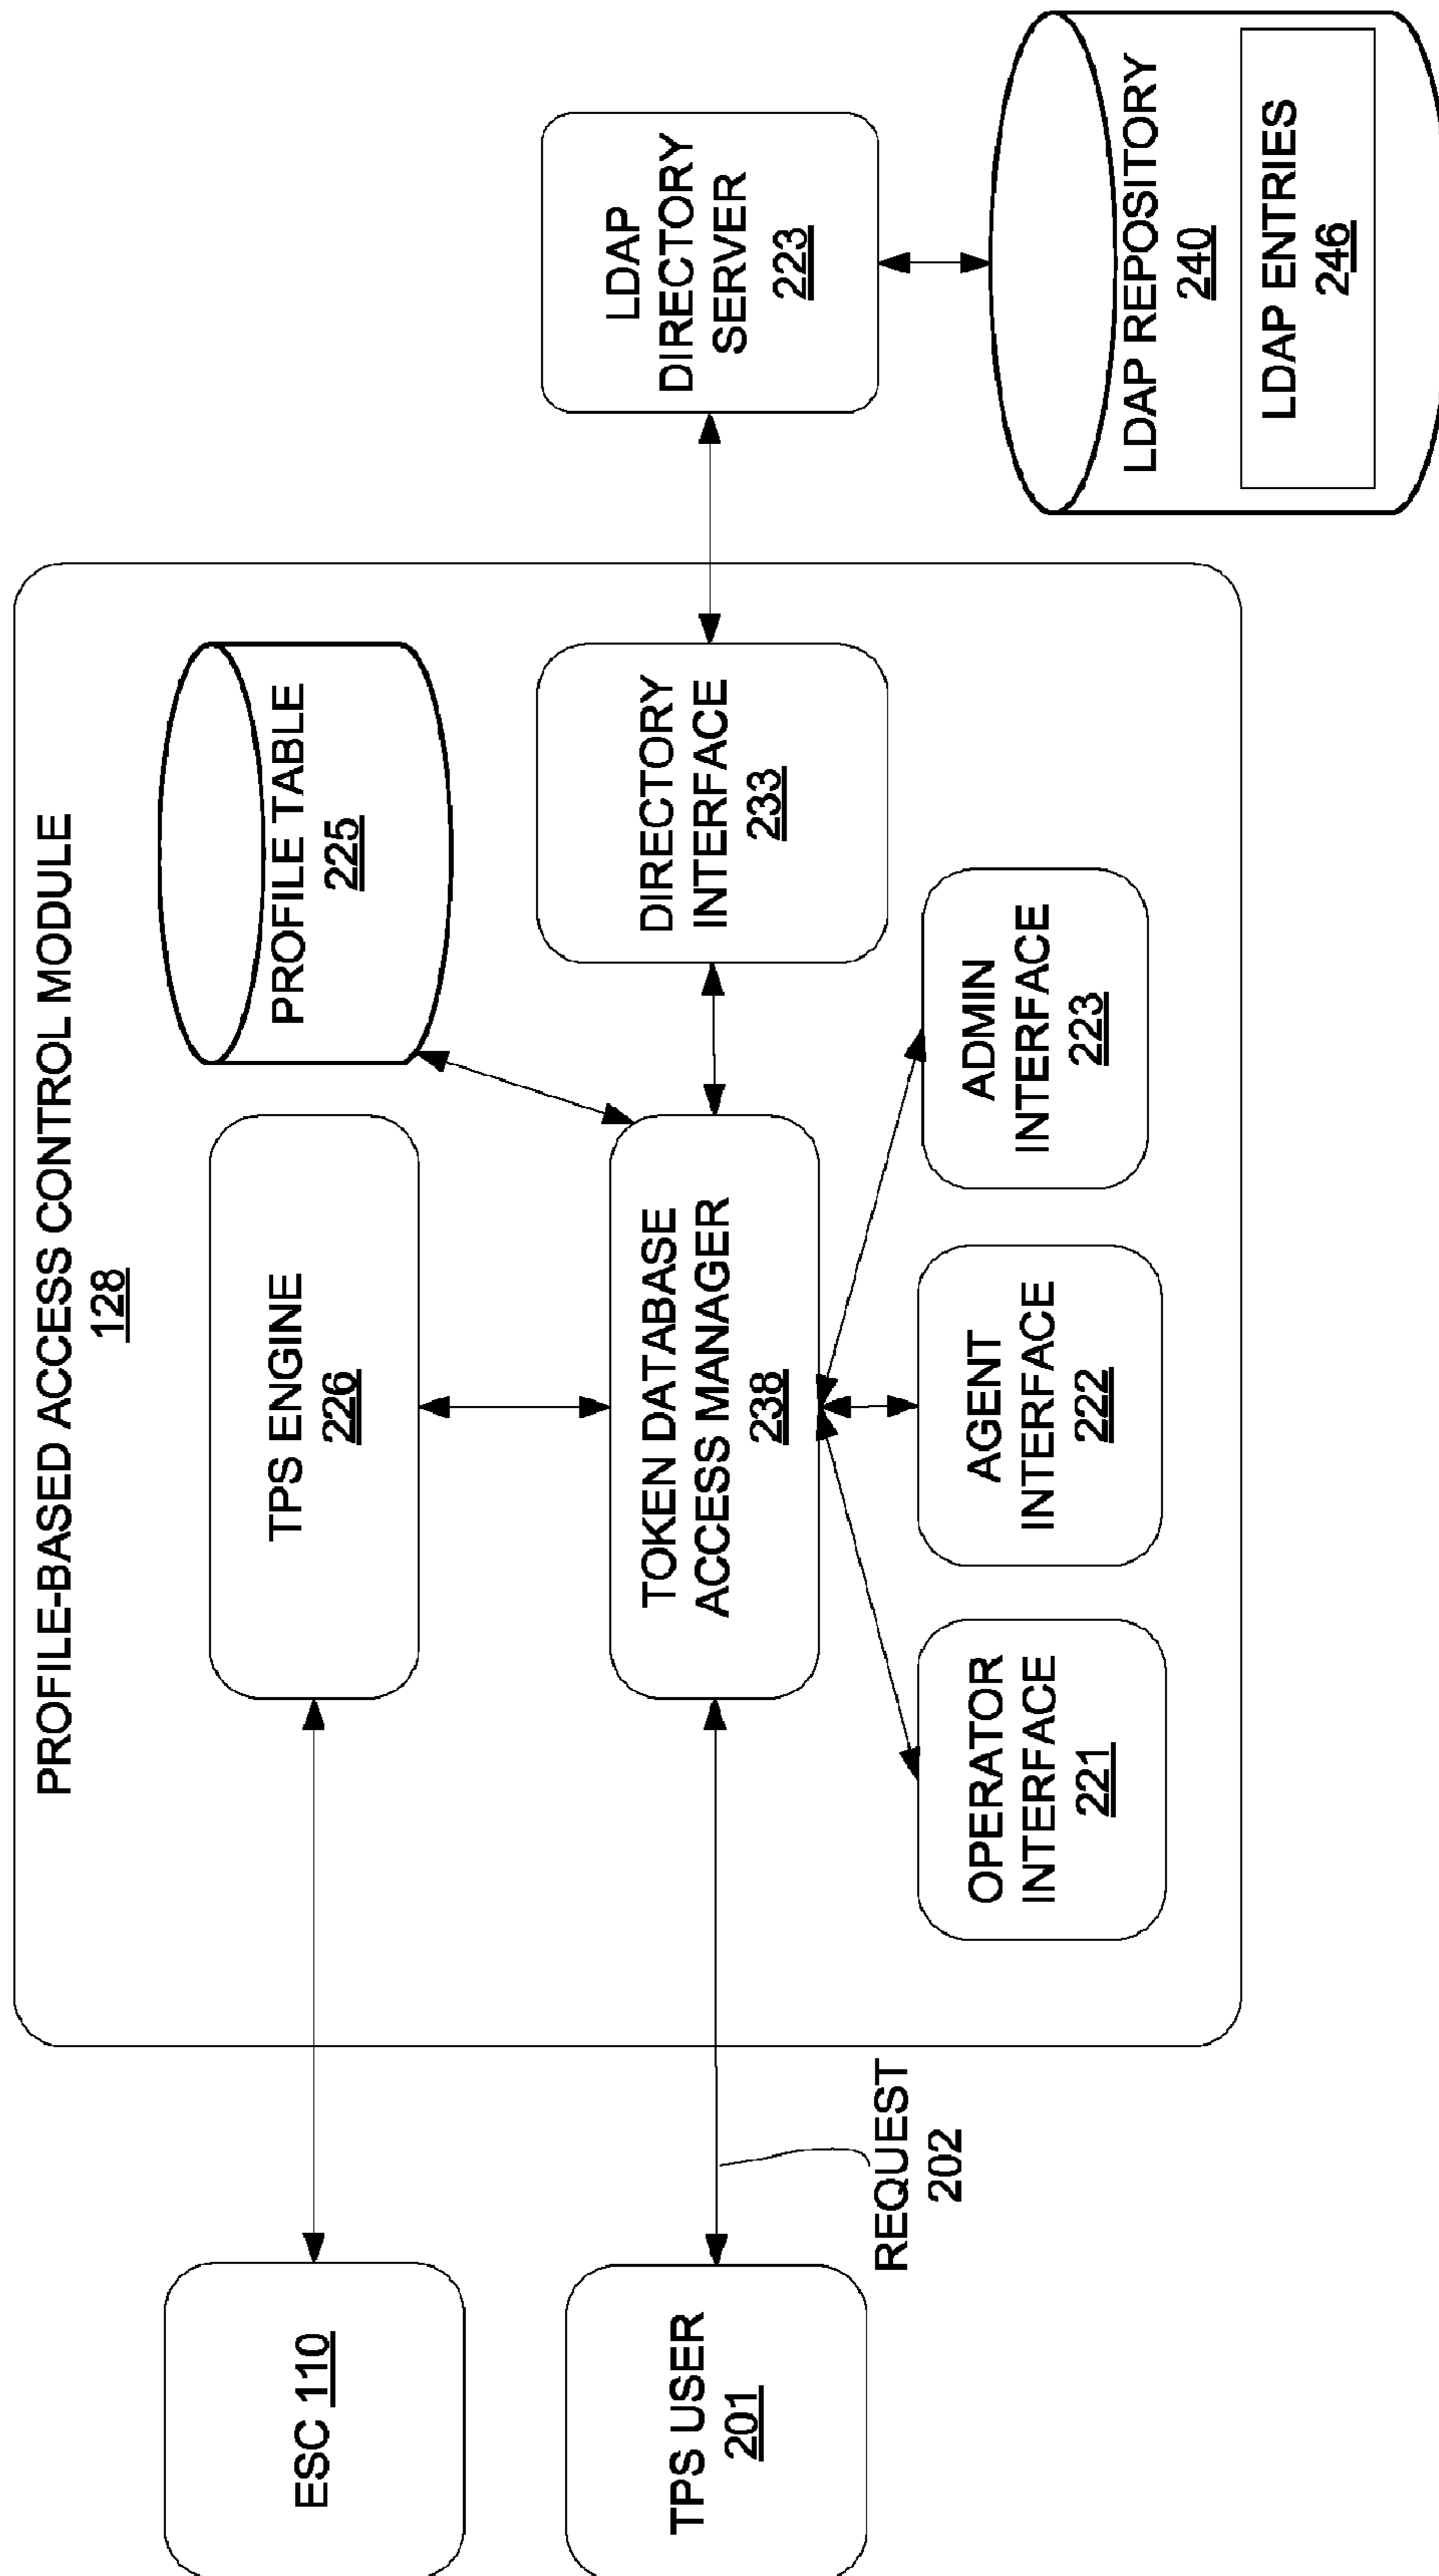 PROFILE-BASED ACCESS CONTROL MODULE
128
ESC 110
TPS ENGINE
226
PROFILE TABLE
225
TPS USER
201
REQUEST
202
TOKEN DATABASE
ACCESS MANAGER
238
DIRECTORY
INTERFACE
233
LDAP
DIRECTORY
SERVER
223
OPERATOR
INTERFACE
221
AGENT
INTERFACE
222
ADMIN
INTERFACE
223
LDAP REPOSITORY
240
LDAP ENTRIES
246